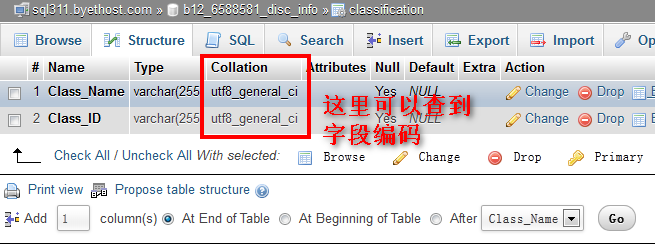 sql311.byethost.com » b12_6588581_disc_info » classification
Browse Structure SQL Search Insert Export Import Op
# Name Type Collation Attributes Null Default Extra Action
1 Class_Name varchar(255 utf8_general_ci Yes NULL Change Drop
2 Class_ID varchar(255 utf8_general_ci Yes NULL Change Drop
这里可以查到
字段编码
Check All / Uncheck All With selected: Browse Change Drop Primary
Print view Propose table structure
Add 1 column(s) At End of Table At Beginning of Table After Class_Name Go